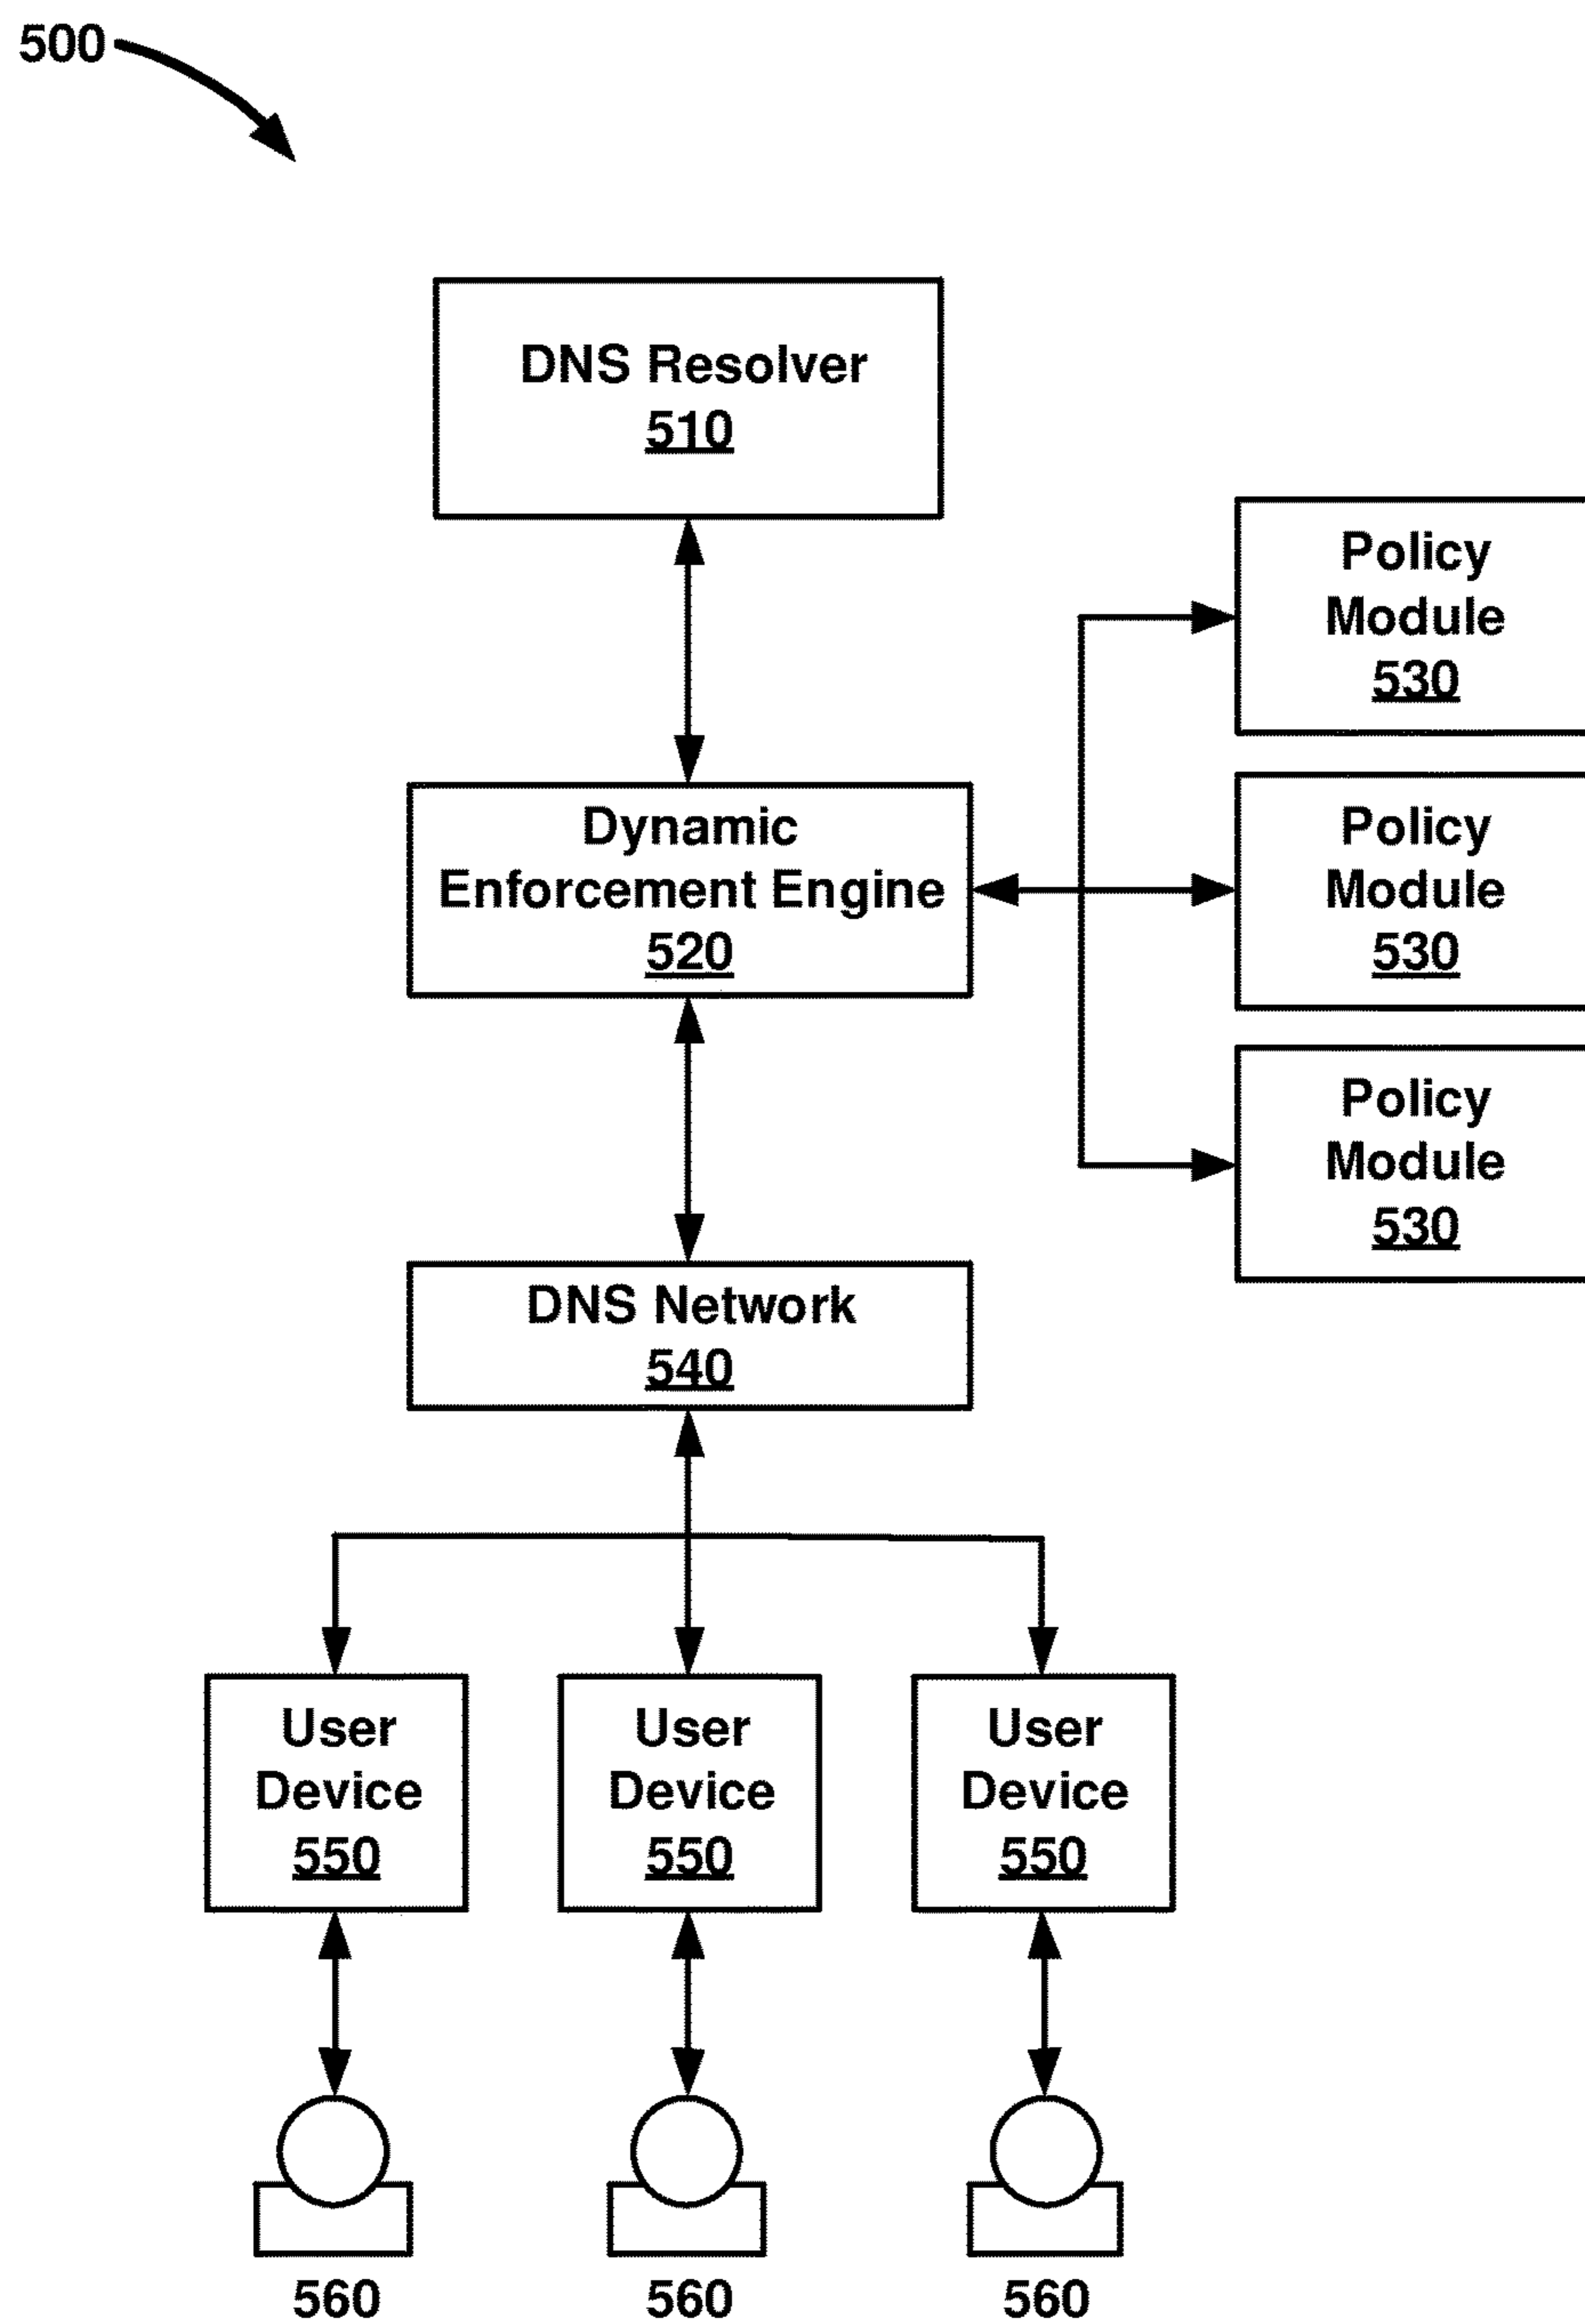 500
DNS Resolver
510
Policy
Module
530
Dynamic
Enforcement Engine
520
Policy
Module
530
Policy
Module
530
DNS Network
540
User
Device
550
User
Device
550
User
Device
550
560
560
560